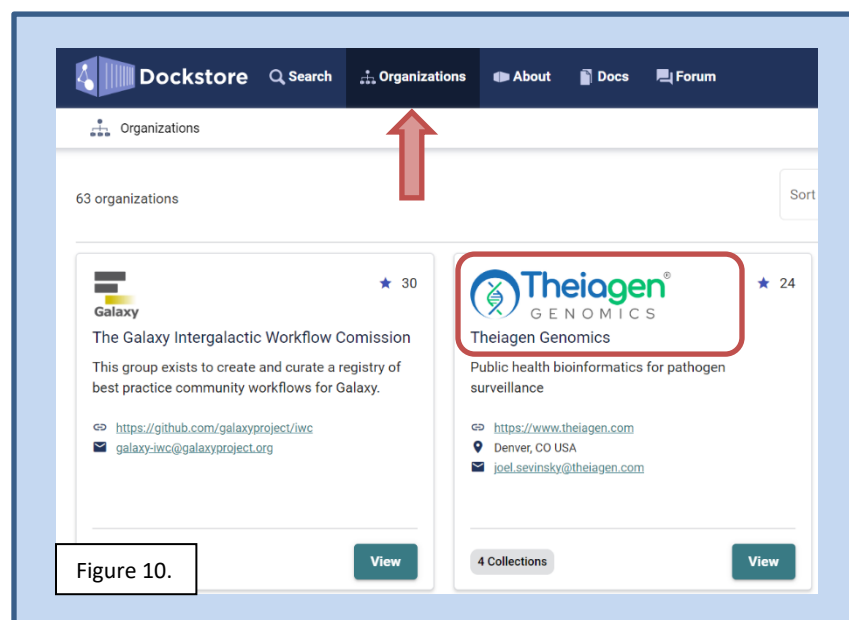 Dockstore Search Organizations About Docs Forum
Organizations
63 organizations
Sort
Galaxy
30
The Galaxy Intergalactic Workflow Comission
This group exists to create and curate a registry of
best practice community workflows for Galaxy.
https://github.com/galaxyproject/iwc
galaxy-iwc@galaxyproject.org
View
Theiagen®
GENOMICS
24
Theiagen Genomics
Public health bioinformatics for pathogen
surveillance
https://www.theiagen.com
Denver, CO USA
joel.sevinsky@theiagen.com
4 Collections
View
Figure 10.